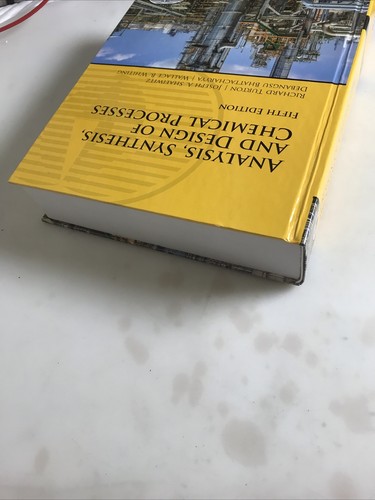 ANALYSIS, SYNTHESIS,
AND DESIGN OF
CHEMICAL PROCESSES
FIFTH EDITION
RICHARD TURTON | JOSEPH A. SHAEIWITZ
DEBANGSU BHATTACHARYYA | WALLACE B. WHITING